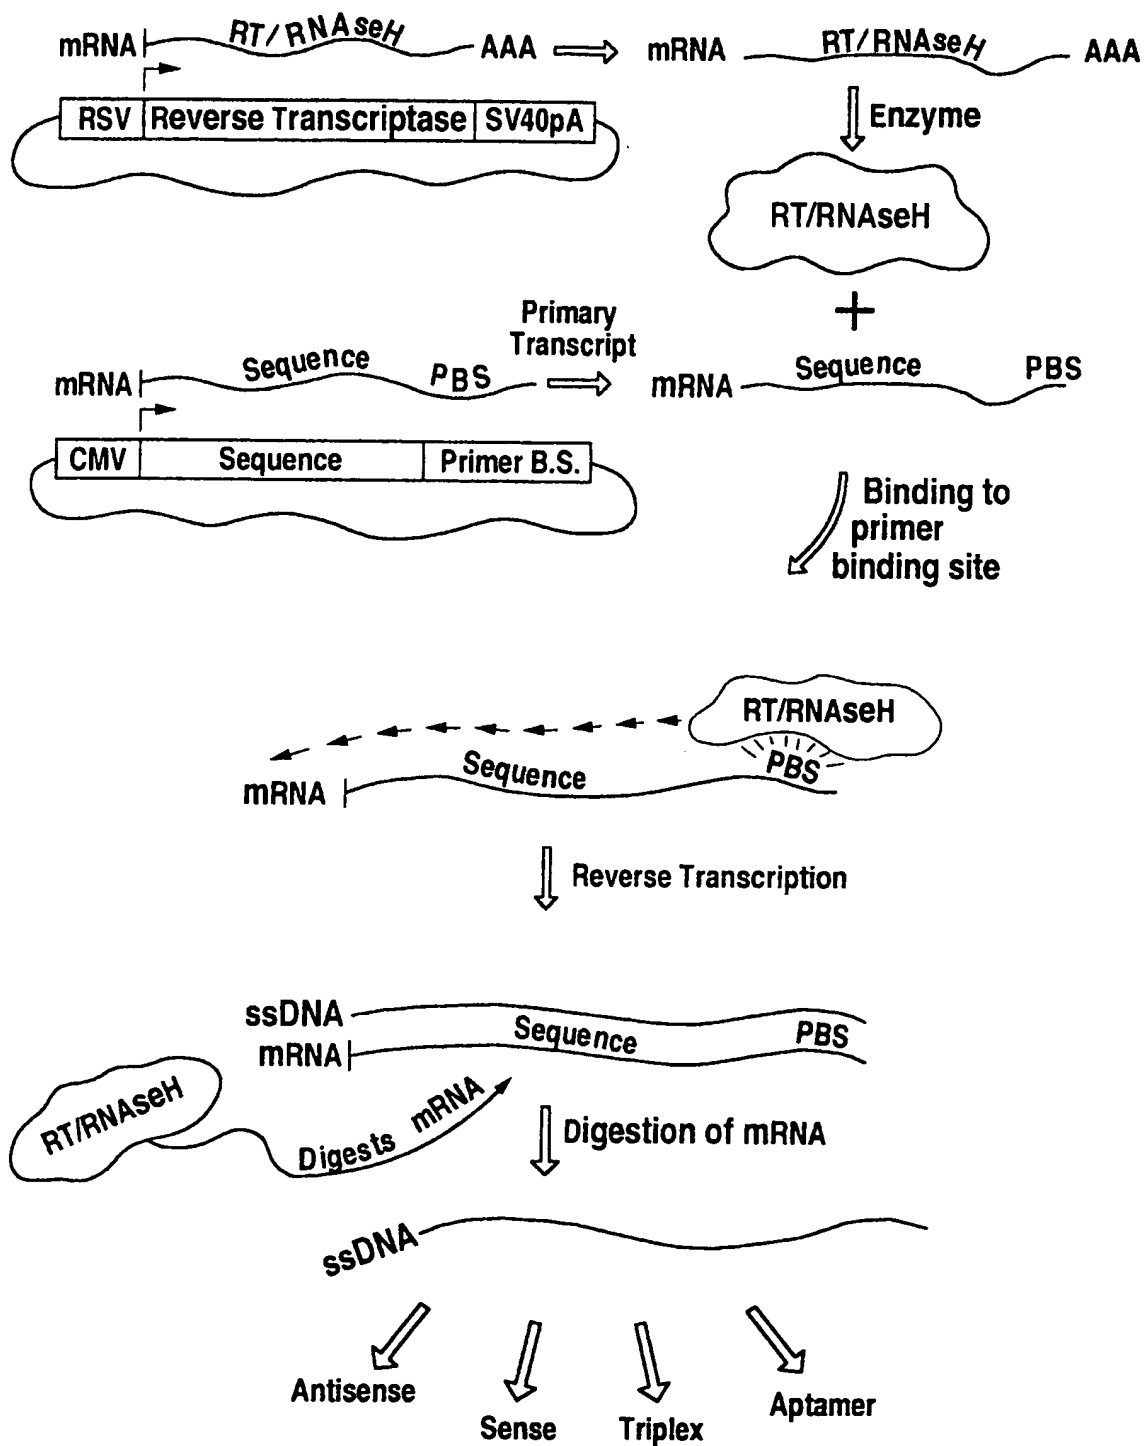 mRNA RT/RNAseH AAA
mRNA RT/RNAseH AAA
RSV Reverse Transcriptase SV40pA
Enzyme
RT/RNAseH
+
Primary
Transcript
mRNA Sequence PBS
mRNA Sequence PBS
CMV Sequence Primer B.S.
Binding to
primer
binding site
RT/RNAseH
PBS
mRNA Sequence
Reverse Transcription
ssDNA
mRNA Sequence PBS
RT/RNAseH
Digests mRNA
Digestion of mRNA
ssDNA
Antisense
Sense
Triplex
Aptamer